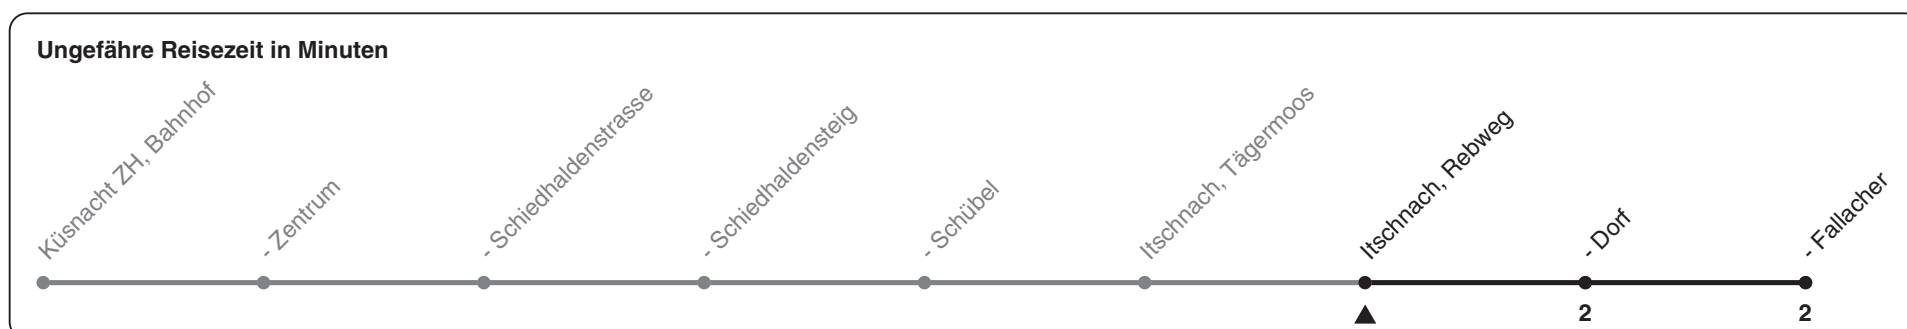 Ungefähre Reisezeit in Minuten
Küsnacht ZH, Bahnhof
- Zentrum
- Schiedhaldenstrasse
- Schiedhaldensteig
- Schübel
Itschnach, Tägermoos
Itschnach, Rebweg
- Dorf
- Fallacher
2
2